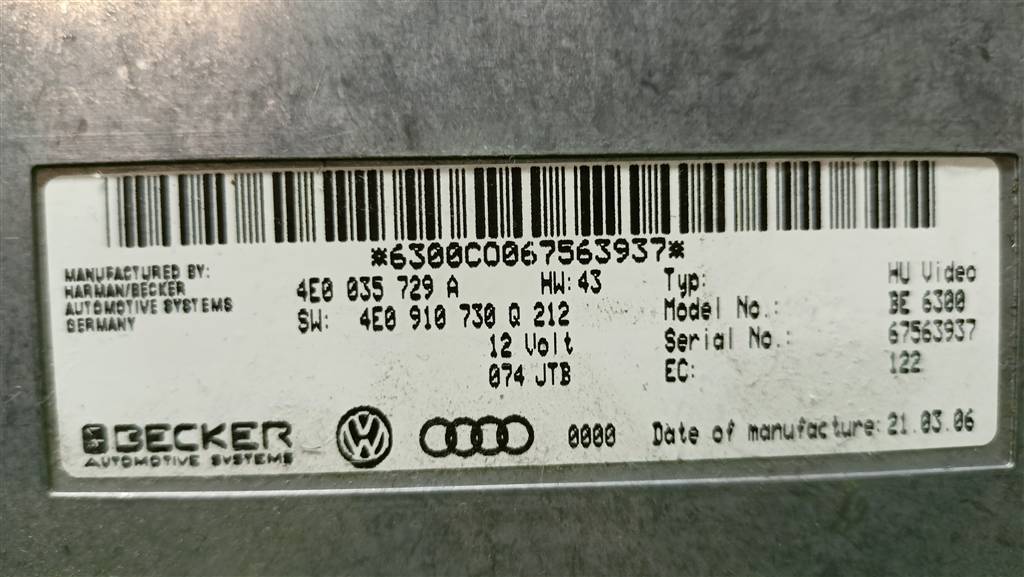 *6300C0067563937*
MANUFACTURED BY:
HARMAN/BECKER
AUTOMOTIVE SYSTEMS
GERMANY
4E0 035 729 A HW: 43
SW: 4E0 910 730 Q 212
12 Volt
074 JTB
Typ: HU Video
Model No.: BE 6300
Serial No.: 67563937
EC: 122
BECKER
AUTOMOTIVE SYSTEMS
0000
Date of manufacture: 21.03.06